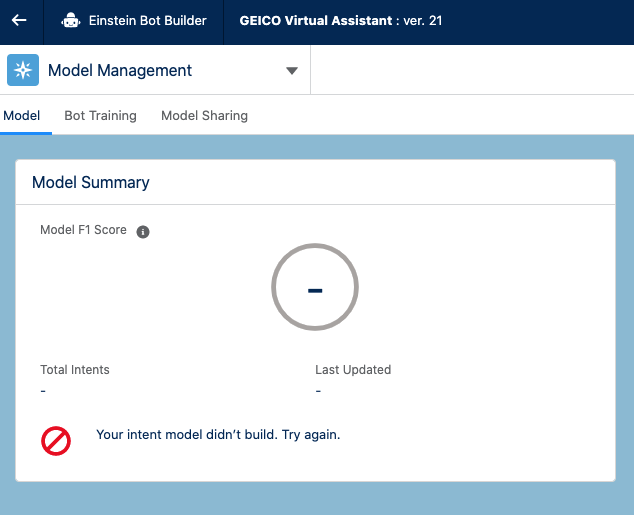 Einstein Bot Builder
GEICO Virtual Assistant : ver. 21
Model Management
Model Bot Training Model Sharing
Model Summary
Model F1 Score i
-
Total Intents Last Updated
- -
Your intent model didn't build. Try again.